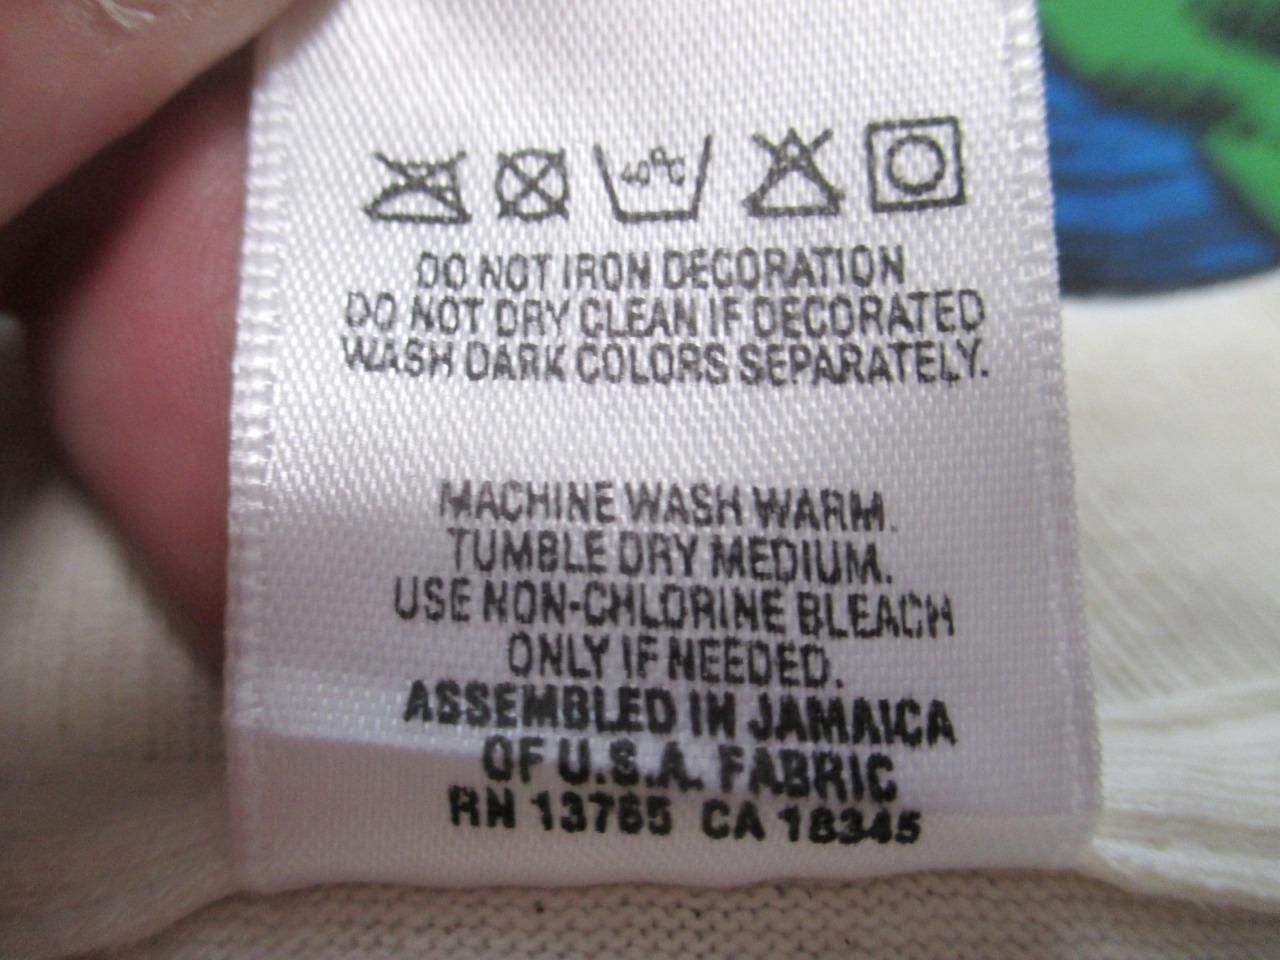 40°C
DO NOT IRON DECORATION
DO NOT DRY CLEAN IF DECORATED
WASH DARK COLORS SEPARATELY.
MACHINE WASH WARM.
TUMBLE DRY MEDIUM.
USE NON-CHLORINE BLEACH
ONLY IF NEEDED.
ASSEMBLED IN JAMAICA
OF U.S.A. FABRIC
RN 13765 CA 18345